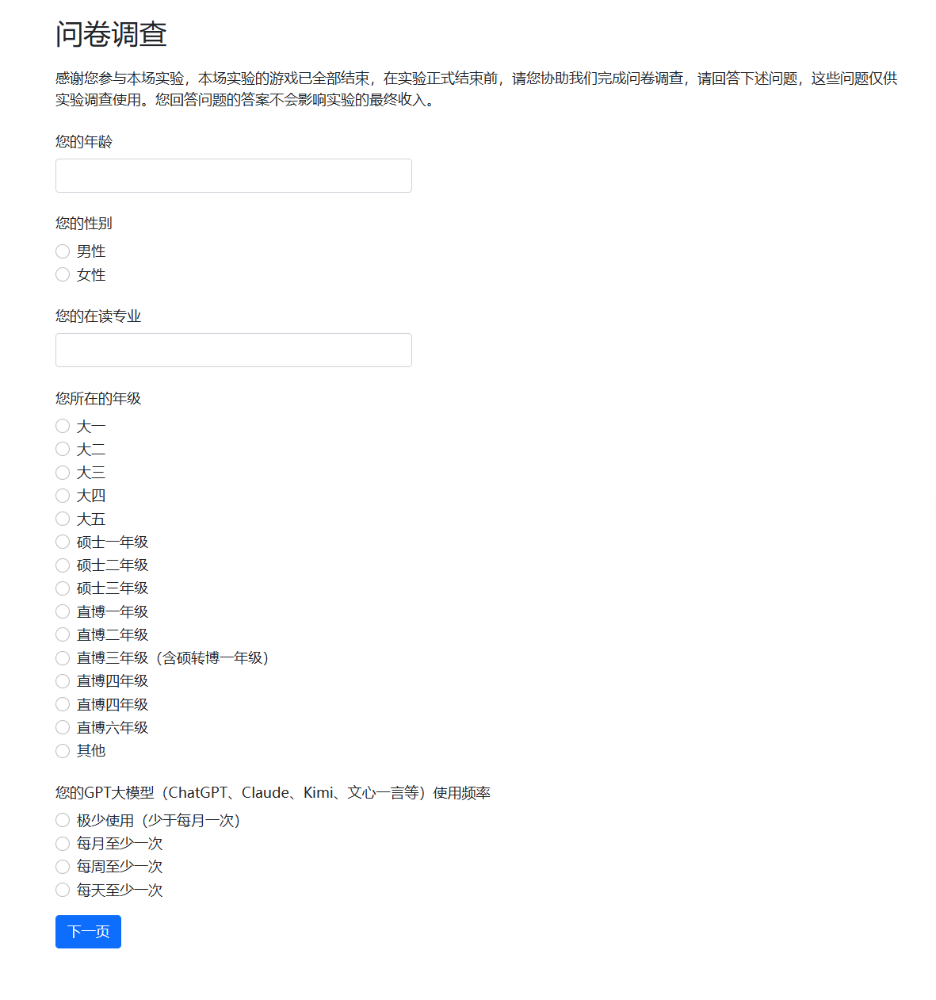 问卷调查
感谢您参与本场实验，本场实验的游戏已全部结束，在实验正式结束前，请您协助我们完成问卷调查，请回答下述问题，这些问题仅供
实验调查使用。您回答问题的答案不会影响实验的最终收入。
您的年龄
您的性别
男性
女性
您的在读专业
您所在的年级
大一
大二
大三
大四
大五
硕士一年级
硕士二年级
硕士三年级
直博一年级
直博二年级
直博三年级（含硕转博一年级）
直博四年级
直博四年级
直博六年级
其他
您的GPT大模型（ChatGPT、Claude、Kimi、文心一言等）使用频率
极少使用（少于每月一次）
每月至少一次
每周至少一次
每天至少一次
下一页